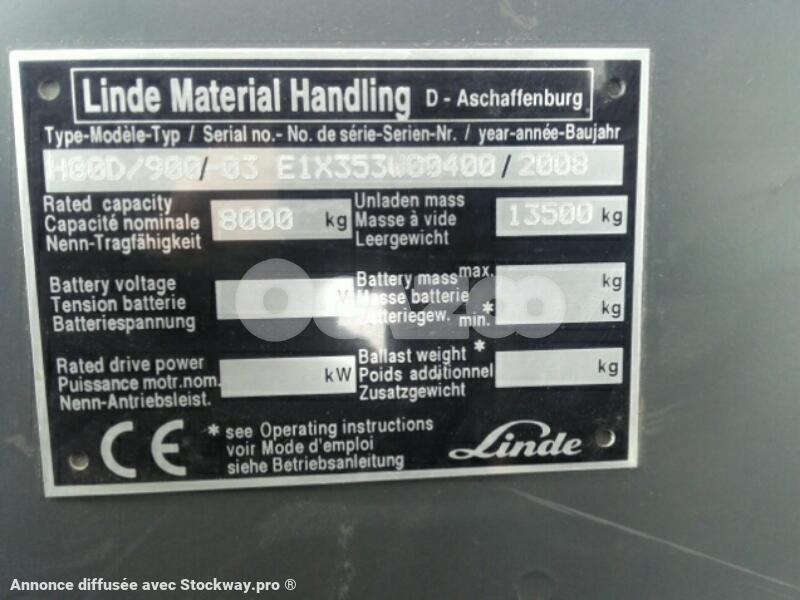 Linde Material Handling D - Aschaffenburg
Type-Modèle-Typ / Serial no.- No. de série-Serien-Nr. / year-année-Baujahr
H80D/900/-03 E1X353W00400/2008
Rated capacity
Capacité nominale
Nenn-Tragfähigkeit
8000 kg
Unladen mass
Masse à vide
Leergewicht
13500 kg
Battery voltage
Tension batterie
Batteriespannung
V
Battery mass max. kg
Masse batterie
Batteriegew. min.* kg
Rated drive power
Puissance motr.nom.
Nenn-Antriebsleist.
kW
Ballast weight *
Poids additionnel
Zusatzgewicht
kg
CE
* see Operating instructions
voir Mode d'emploi
siehe Betriebsanleitung
Linde
Annonce diffusée avec Stockway.pro ®